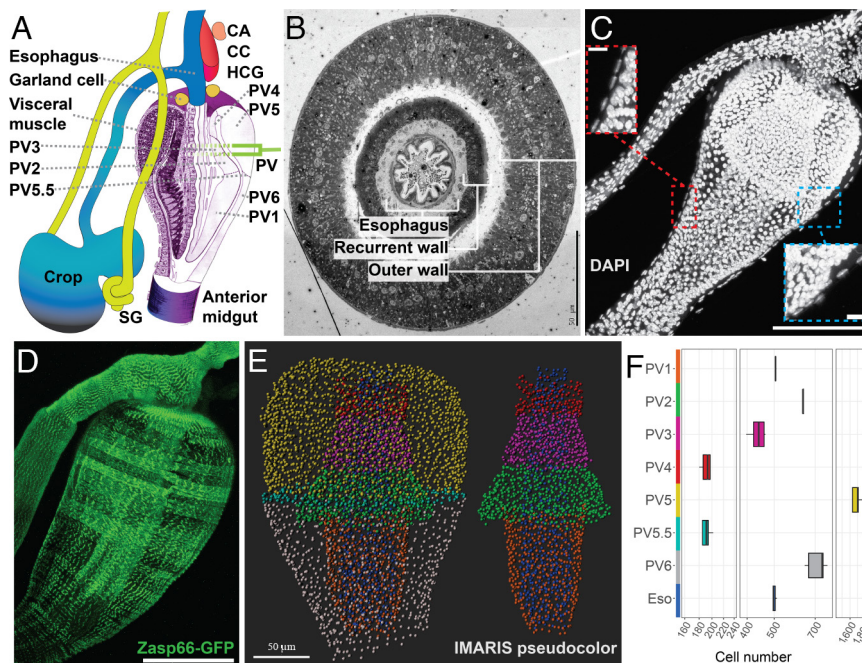 A
Esophagus
Garland cell
Visceral
muscle
PV3
PV2
PV5.5
CA
CC
HCG
PV4
PV5
PV
PV6
PV1
Crop
SG
Anterior
midgut
B
Esophagus
Recurrent wall
Outer wall
50 µm
C
DAPI
D
Zasp66-GFP
E
50 µm
IMARIS pseudocolor
F
PV1
PV2
PV3
PV4
PV5
PV5.5
PV6
Eso
160 180 200 220 240 400 500 700 1,600
Cell number